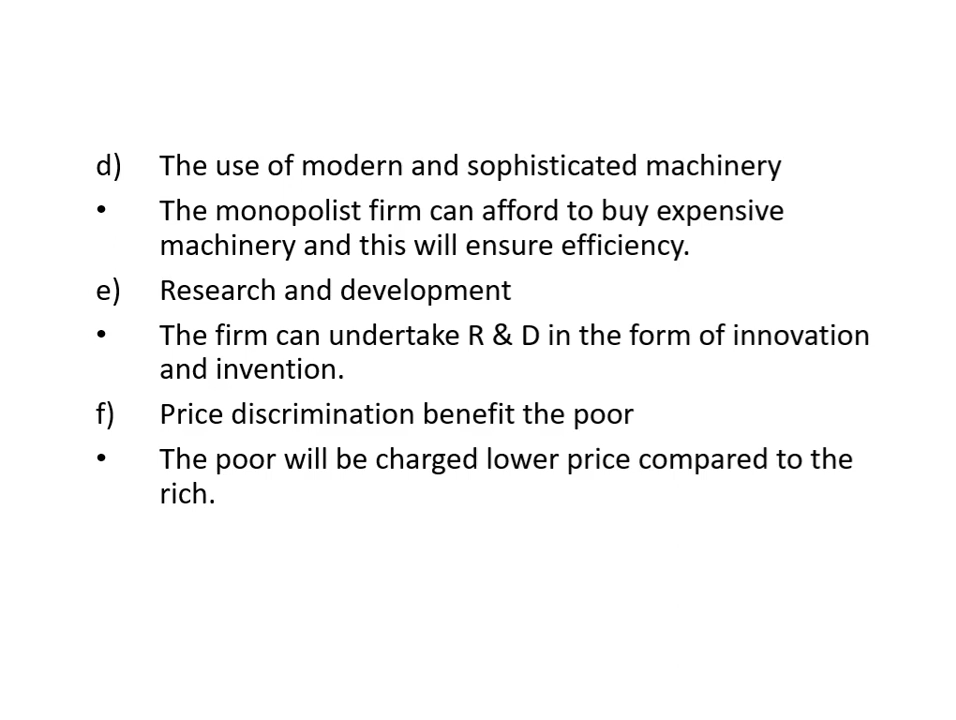 d) The use of modern and sophisticated machinery
• The monopolist firm can afford to buy expensive
machinery and this will ensure efficiency.
e) Research and development
• The firm can undertake R & D in the form of innovation
and invention.
f) Price discrimination benefit the poor
• The poor will be charged lower price compared to the
rich.